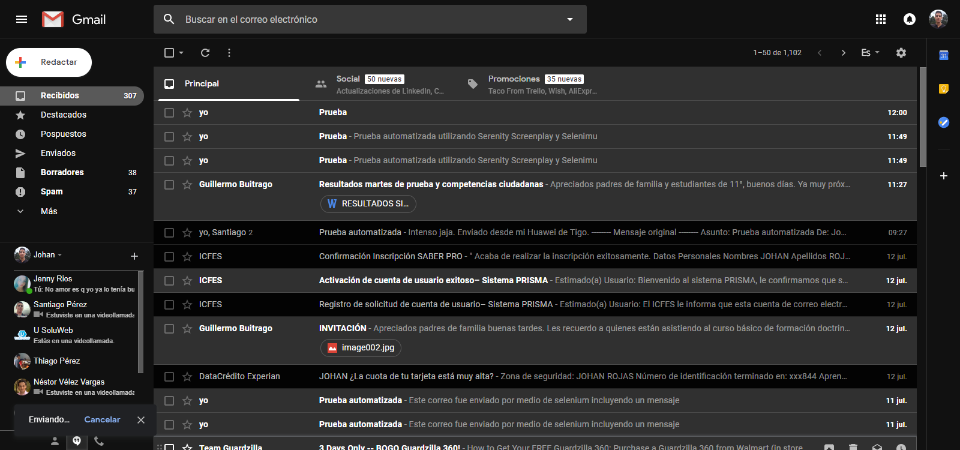 Gmail
Buscar en el correo electrónico
Redactar
1–50 de 1,102
Es
Recibidos 307
Destacados
Pospuestos
Enviados
Borradores 38
Spam 37
Más
Johan
Jenny Ríos
Tú: No amor es q yo ya lo tenía bu
Santiago Pérez
Estuviste en una videollamada
U SoluWeb
Estás en una videollamada.
Thiago Pérez
Néstor Vélez Vargas
Estuviste en una videollamada
Enviando... Cancelar
Principal
Social 50 nuevas
Actualizaciones de LinkedIn, C...
Promociones 35 nuevas
Taco From Trello, Wish, AliExpr...
yo Prueba 12:00
yo Prueba - Prueba automatizada utilizando Serenity Screenplay y Selenimu 11:49
yo Prueba - Prueba automatizada utilizando Serenity Screenplay y Selenimu 11:49
Guillermo Buitrago Resultados martes de prueba y competencias ciudadanas - Apreciados padres de familia y estudiantes de 11°, buenos días. Ya muy próx... 11:27
W RESULTADOS SI...
yo, Santiago 2 Prueba automatizada - Intenso jaja. Enviado desde mi Huawei de Tigo. ——— Mensaje original ——— Asunto: Prueba automatizada De: Jo... 09:27
ICFES Confirmación Inscripción SABER PRO - " Acaba de realizar la inscripción exitosamente. Datos Personales Nombres JOHAN Apellidos ROJ... 12 jul.
ICFES Activación de cuenta de usuario exitoso– Sistema PRISMA - Estimado(a) Usuario: Bienvenido al sistema PRISMA, le confirmamos que s... 12 jul.
ICFES Registro de solicitud de cuenta de usuario– Sistema PRISMA - Estimado(a) Usuario: El ICFES le informa que esta cuenta de correo electr... 12 jul.
Guillermo Buitrago INVITACIÓN - Apreciados padres de familia buenas tardes. Les recuerdo a quienes están asistiendo al curso básico de formación doctrin... 12 jul.
image002.jpg
DataCrédito Experian JOHAN ¿La cuota de tu tarjeta está muy alta? - Zona de seguridad: JOHAN ROJAS Número de identificación terminado en: xxx844 Apren... 12 jul.
yo Prueba automatizada - Este correo fue enviado por medio de selenium incluyendo un mensaje 11 jul.
yo Prueba automatizada - Este correo fue enviado por medio de selenium incluyendo un mensaje 11 jul.
Team Guardzilla 3 Days Only -- BOGO Guardzilla 360! - How to Get Your FREE Guardzilla 360: Purchase a Guardzilla 360 from Walmart (in store